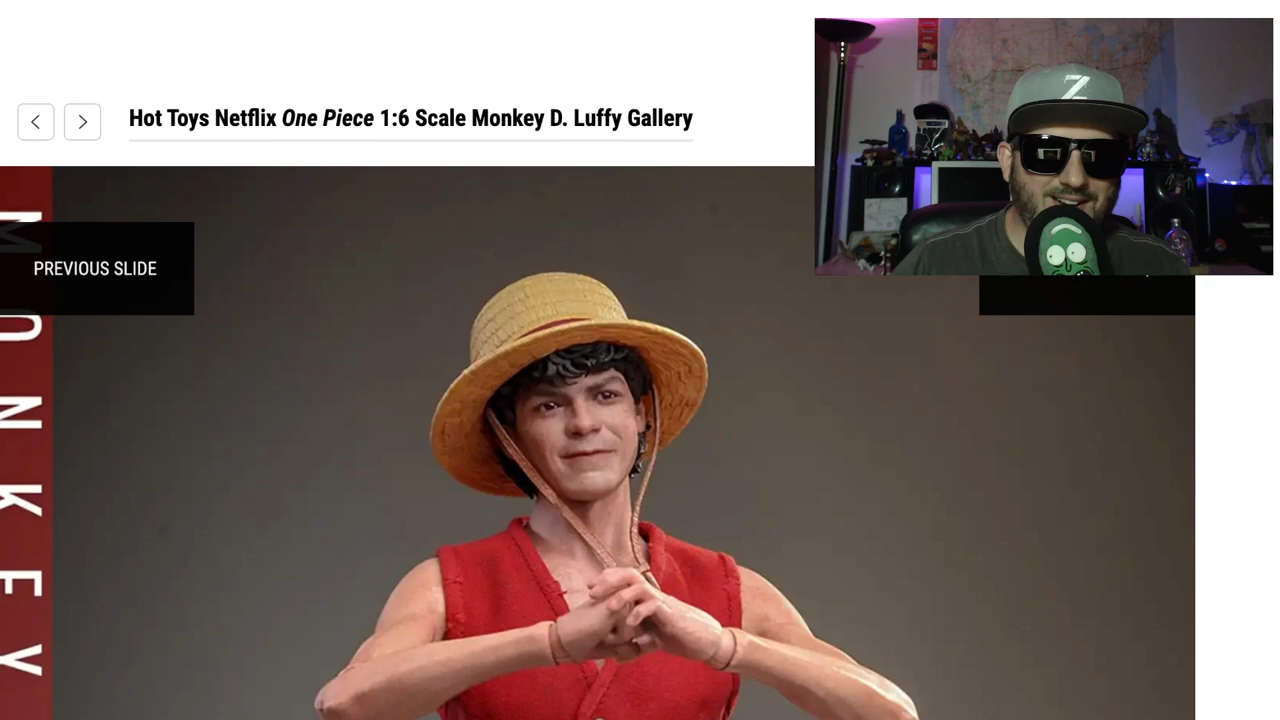 Hot Toys Netflix One Piece 1:6 Scale Monkey D. Luffy Gallery
PREVIOUS SLIDE
MONKEY
Z